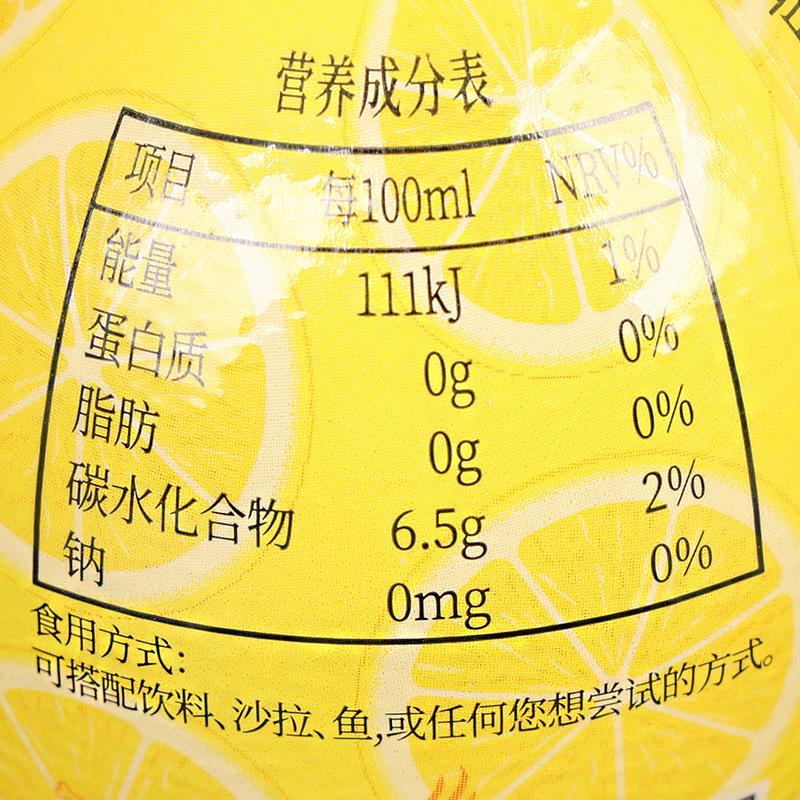 营养成分表
项目 每100ml NRV%
能量 111kJ 1%
蛋白质 0g 0%
脂肪 0g 0%
碳水化合物 6.5g 2%
钠 0mg 0%
食用方式：
可搭配饮料、沙拉、鱼,或任何您想尝试的方式。